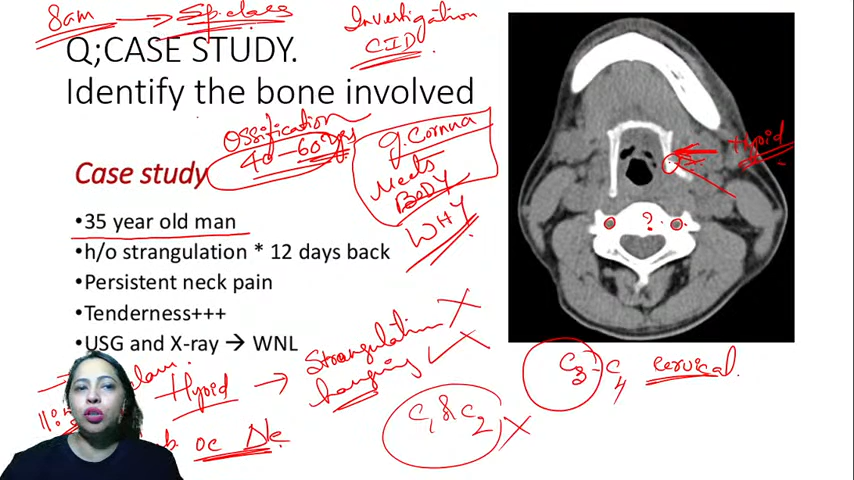 8am → Sp. class
Investigation
CID
Q;CASE STUDY.
Identify the bone involved
Ossification
40-60 yrs
g. Cornua
Meets
BODY
WHY
Hyoid
Case study
•35 year old man
•h/o strangulation * 12 days back
•Persistent neck pain
•Tenderness+++
•USG and X-ray → WNL
?
Hyoid → Strangulation X
hanging
C3-C4 cervical.
C1 & C2 X